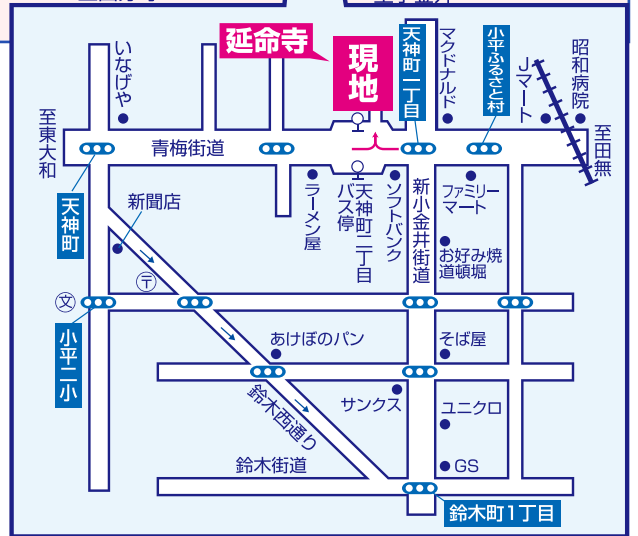 延命寺
現地
いなげや
天神町二丁目
マクドナルド
小平ふるさと村
Jマート
昭和病院
至東大和
青梅街道
至田無
天神町
新聞店
ラーメン屋
天神町二丁目
バス停
ソフトバンク
新小金井街道
ファミリー
マート
お好み焼
道頓堀
〒
文
小平二小
あけぼのパン
そば屋
鈴木西通り
サンクス
ユニクロ
鈴木街道
GS
鈴木町1丁目